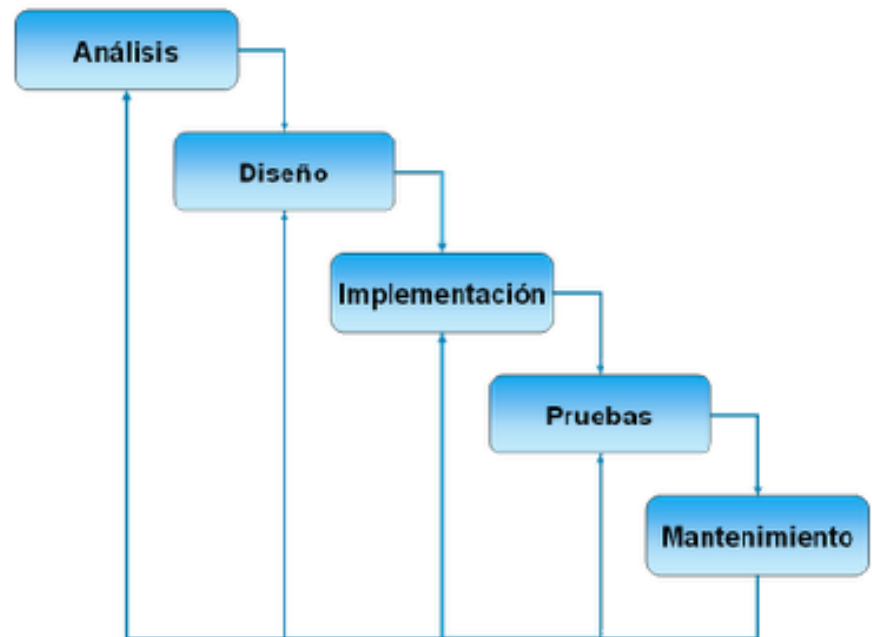 Análisis
Diseño
Implementación
Pruebas
Mantenimiento